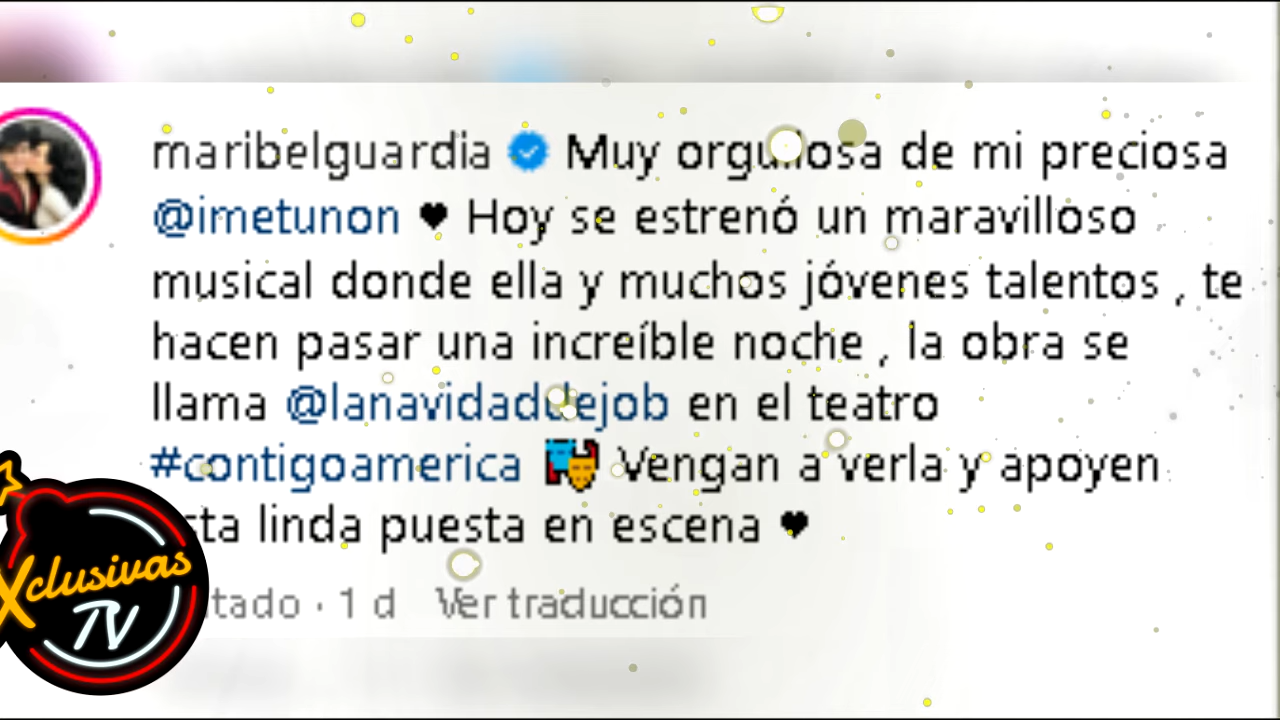 maribelguardia Muy orgullosa de mi preciosa
@imetunon ♥ Hoy se estrenó un maravilloso
musical donde ella y muchos jóvenes talentos , te
hacen pasar una increíble noche , la obra se
llama @lanavidaddejob en el teatro
#contigoamerica 🎭 Vengan a verla y apoyen
esta linda puesta en escena ♥
tado · 1 d Ver traducción
Xclusivas
TV